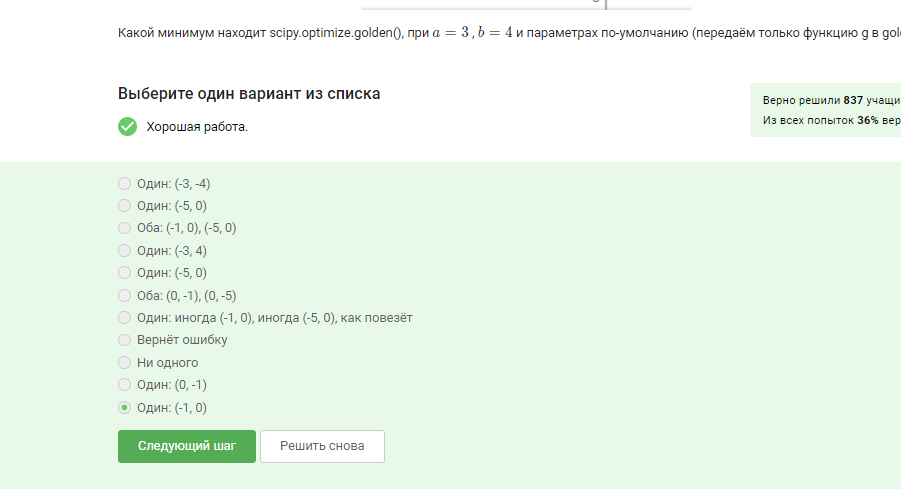 Какой минимум находит scipy.optimize.golden(), при a = 3 , b = 4 и параметрах по-умолчанию (передаём только функцию g в
Выберите один вариант из списка
Хорошая работа.
Верно решили 837
Из всех попыток 36%
Один: (-3, -4)
Один: (-5, 0)
Оба: (-1, 0), (-5, 0)
Один: (-3, 4)
Один: (-5, 0)
Оба: (0, -1), (0, -5)
Один: иногда (-1, 0), иногда (-5, 0), как повезёт
Вернёт ошибку
Ни одного
Один: (0, -1)
Один: (-1, 0)
Следующий шаг
Решить снова